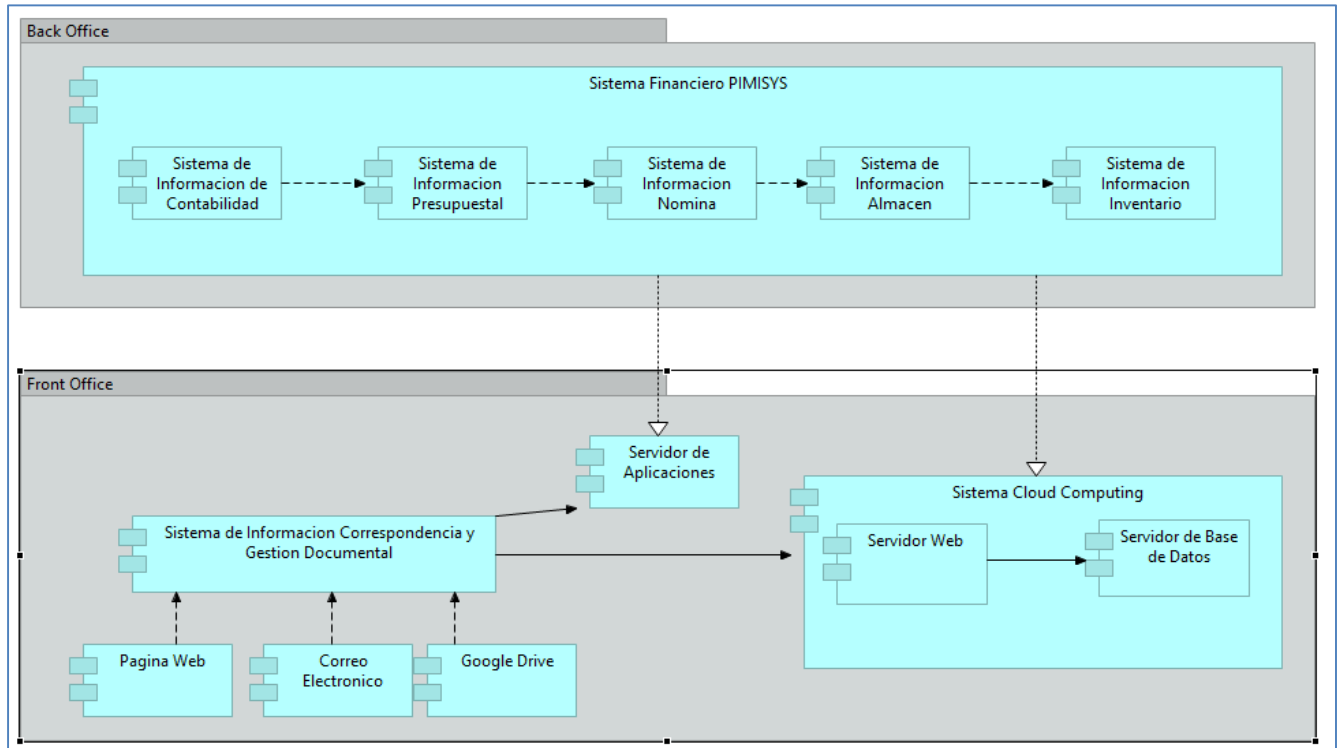 Back Office
Sistema Financiero PIMISYS
Sistema de
Informacion de
Contabilidad
Sistema de
Informacion
Presupuestal
Sistema de
Informacion
Nomina
Sistema de
Informacion
Almacen
Sistema de
Informacion
Inventario
Front Office
Servidor de
Aplicaciones
Sistema Cloud Computing
Servidor Web
Servidor de Base
de Datos
Sistema de Informacion Correspondencia y
Gestion Documental
Pagina Web
Correo
Electronico
Google Drive